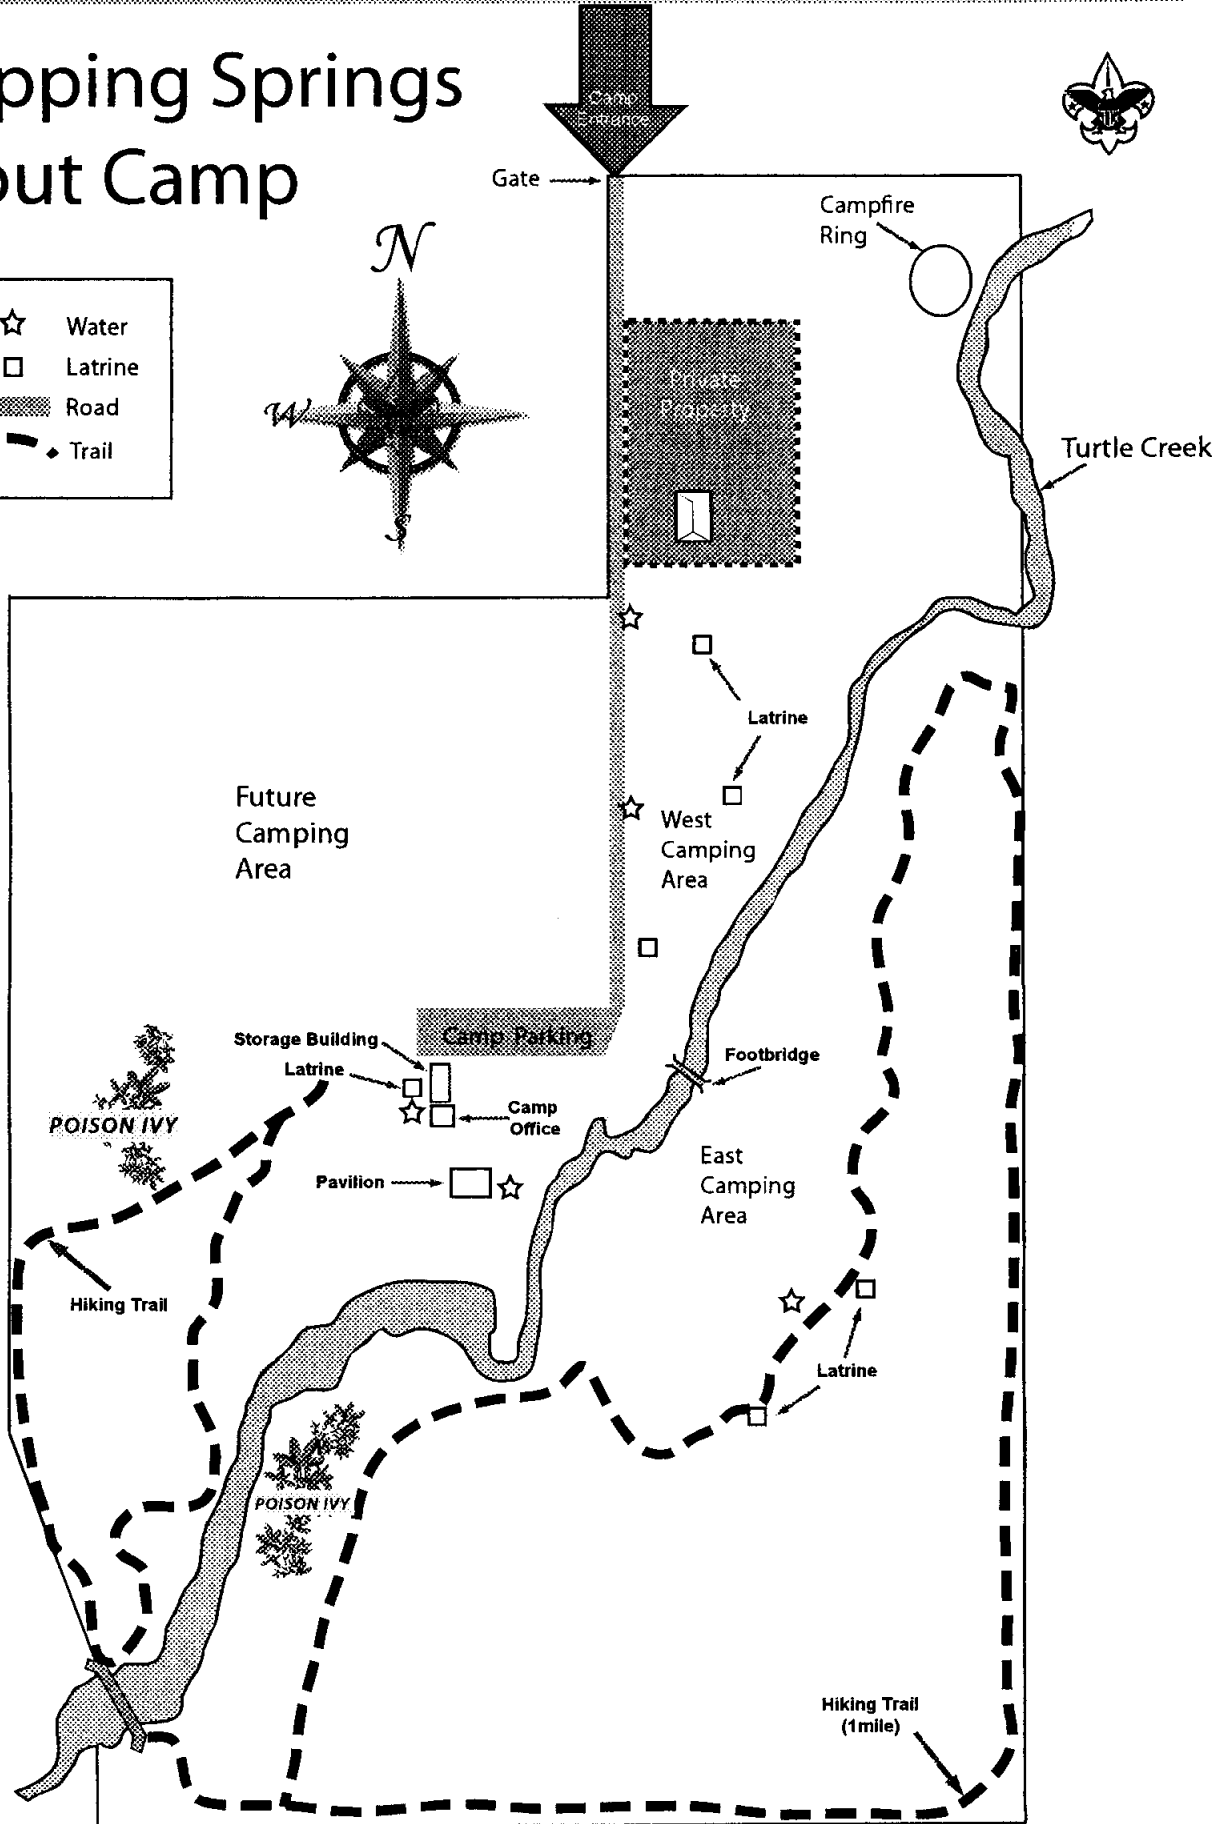 pping Springs
out Camp
Camp
Entrance
Gate
Campfire
Ring
N
W
S
Water
Latrine
Road
Trail
Private
Property
Turtle Creek
Latrine
Future
Camping
Area
West
Camping
Area
Storage Building
Camp Parking
Latrine
Footbridge
POISON IVY
Camp
Office
Pavilion
East
Camping
Area
Hiking Trail
Latrine
POISON IVY
Hiking Trail
(1mile)